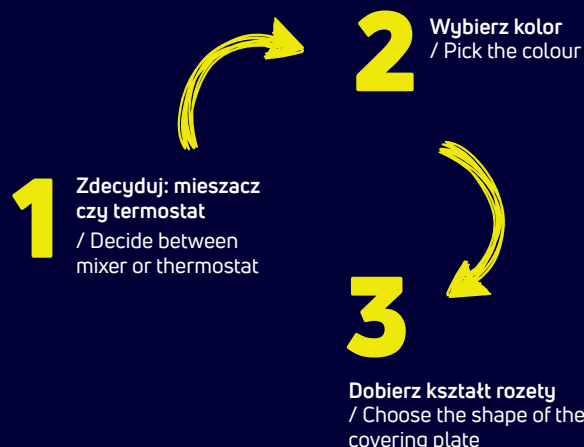 1
Zdecyduj: mieszacz
czy termostat
/ Decide between
mixer or thermostat
2
Wybierz kolor
/ Pick the colour
3
Dobierz kształt rozety
/ Choose the shape of the
covering plate